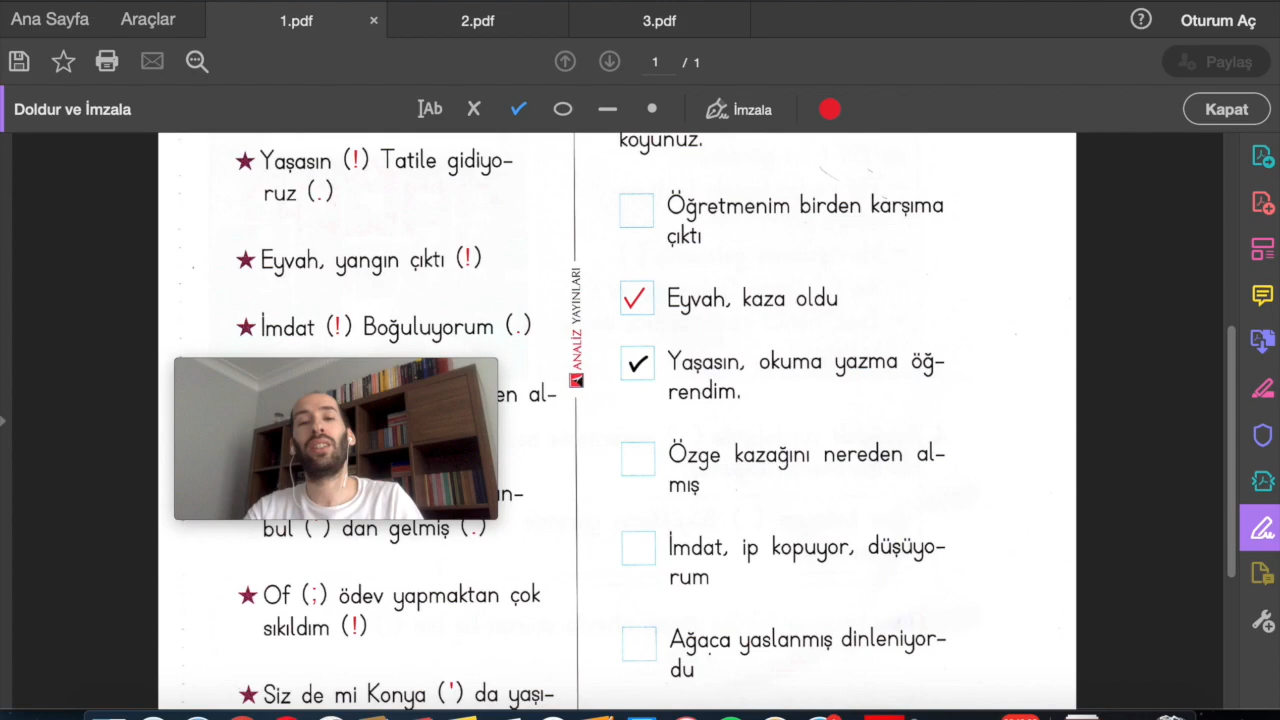 Ana Sayfa
Araçlar
1.pdf
×
2.pdf
3.pdf
?
Oturum Aç
1 / 1
Paylaş
Doldur ve İmzala
Ab
İmzala
Kapat
★ Yaşasın (!) Tatile gidiyo-
ruz (.)
★ Eyvah, yangın çıktı (!)
★ İmdat (!) Boğuluyorum (.)
en al-
n-
bul (') dan gelmiş (.)
★ Of (;) ödev yapmaktan çok
sıkıldım (!)
★ Siz de mi Konya (') da yaşı-
ANALİZ YAYINLARI
koyunuz.
Öğretmenim birden karşıma
çıktı
✓ Eyvah, kaza oldu
✓ Yaşasın, okuma yazma öğ-
rendim.
Özge kazağını nereden al-
mış
İmdat, ip kopuyor, düşüyo-
rum
Ağaca yaslanmış dinleniyor-
du